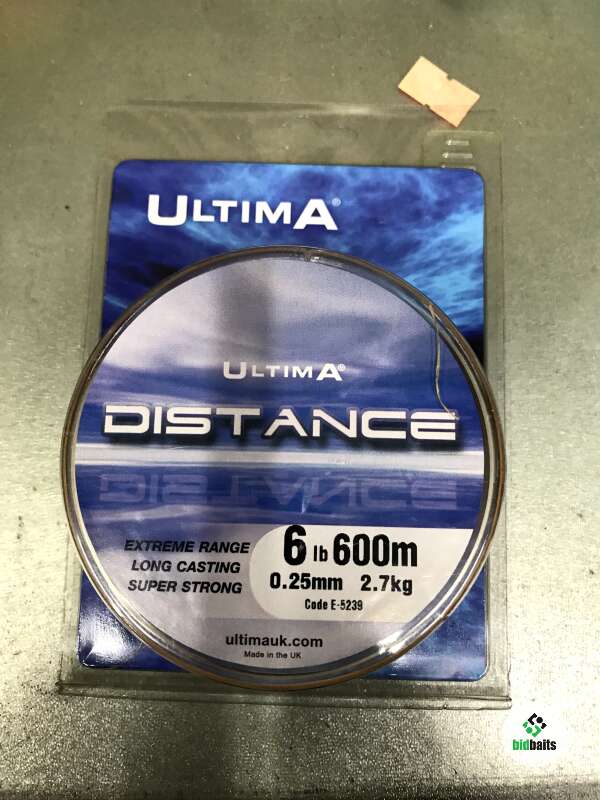 ULTIMA®
ULTIMA®
DISTANCE
EXTREME RANGE
LONG CASTING
SUPER STRONG
6 lb 600m
0.25mm 2.7kg
Code E-5239
ultimauk.com
Made in the UK
bidbaits